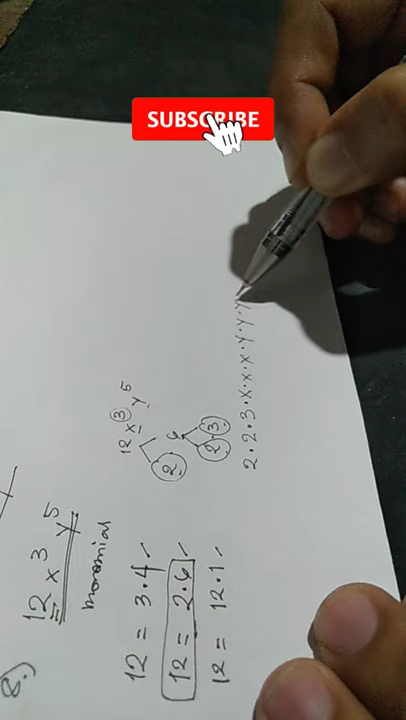 SUBSCRIBE
8.)
12x³y⁵
monomial
12 = 3.4 ✓
12 = 2.6 ✓
12 = 12.1 ✓
12x³y⁵
2 6
2 . 3
2.2.3.x.x.x.y.y.y